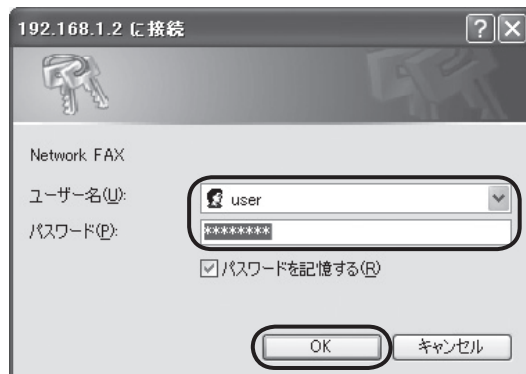 192.168.1.2 に接続
Network FAX
ユーザー名(U):
user
パスワード(P):
********
パスワードを記憶する(R)
OK
キャンセル